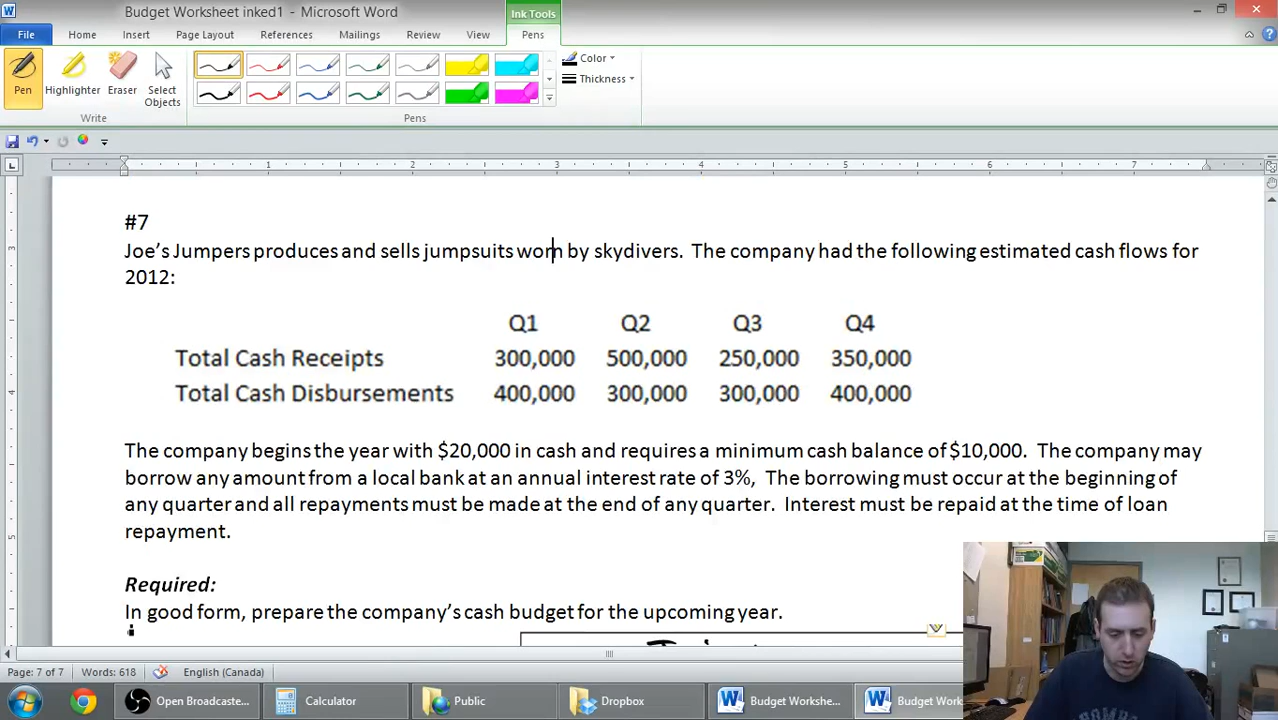 Budget Worksheet inked1 - Microsoft Word
Ink Tools
File
Home
Insert
Page Layout
References
Mailings
Review
View
Pens
Pen
Highlighter
Eraser
Select Objects
Color
Thickness
Write
Pens
1 2 3 4 5 6 7
#7
Joe's Jumpers produces and sells jumpsuits worn by skydivers. The company had the following estimated cash flows for
2012:
Q1 Q2 Q3 Q4
Total Cash Receipts 300,000 500,000 250,000 350,000
Total Cash Disbursements 400,000 300,000 300,000 400,000
The company begins the year with $20,000 in cash and requires a minimum cash balance of $10,000. The company may
borrow any amount from a local bank at an annual interest rate of 3%, The borrowing must occur at the beginning of
any quarter and all repayments must be made at the end of any quarter. Interest must be repaid at the time of loan
repayment.
Required:
In good form, prepare the company's cash budget for the upcoming year.
Page: 7 of 7
Words: 618
English (Canada)
Open Broadcaste...
Calculator
Public
Dropbox
Budget Workshe...
Budget Wor